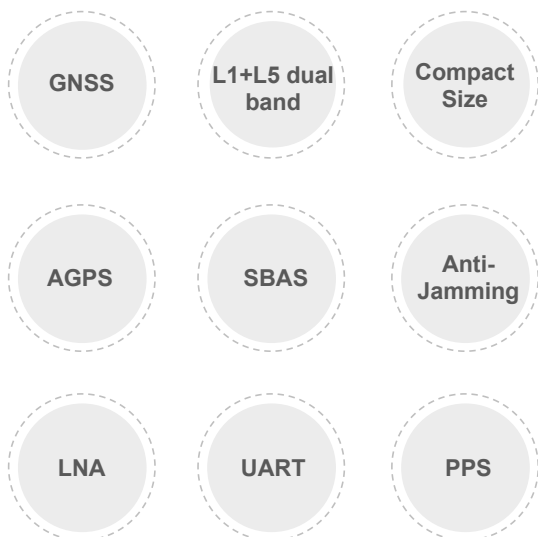 GNSS
L1+L5 dual
band
Compact
Size
AGPS
SBAS
Anti-
Jamming
LNA
UART
PPS